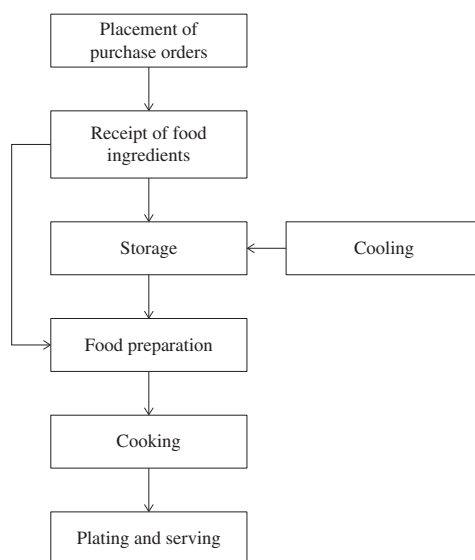 Placement of
purchase orders
Receipt of food
ingredients
Storage
Cooling
Food preparation
Cooking
Plating and serving